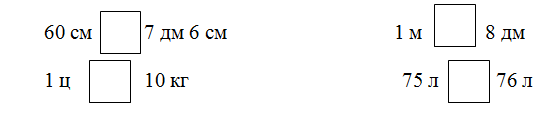 60 см 7 дм 6 см 1 м 8 дм
1 ц 10 кг 75 л 76 л